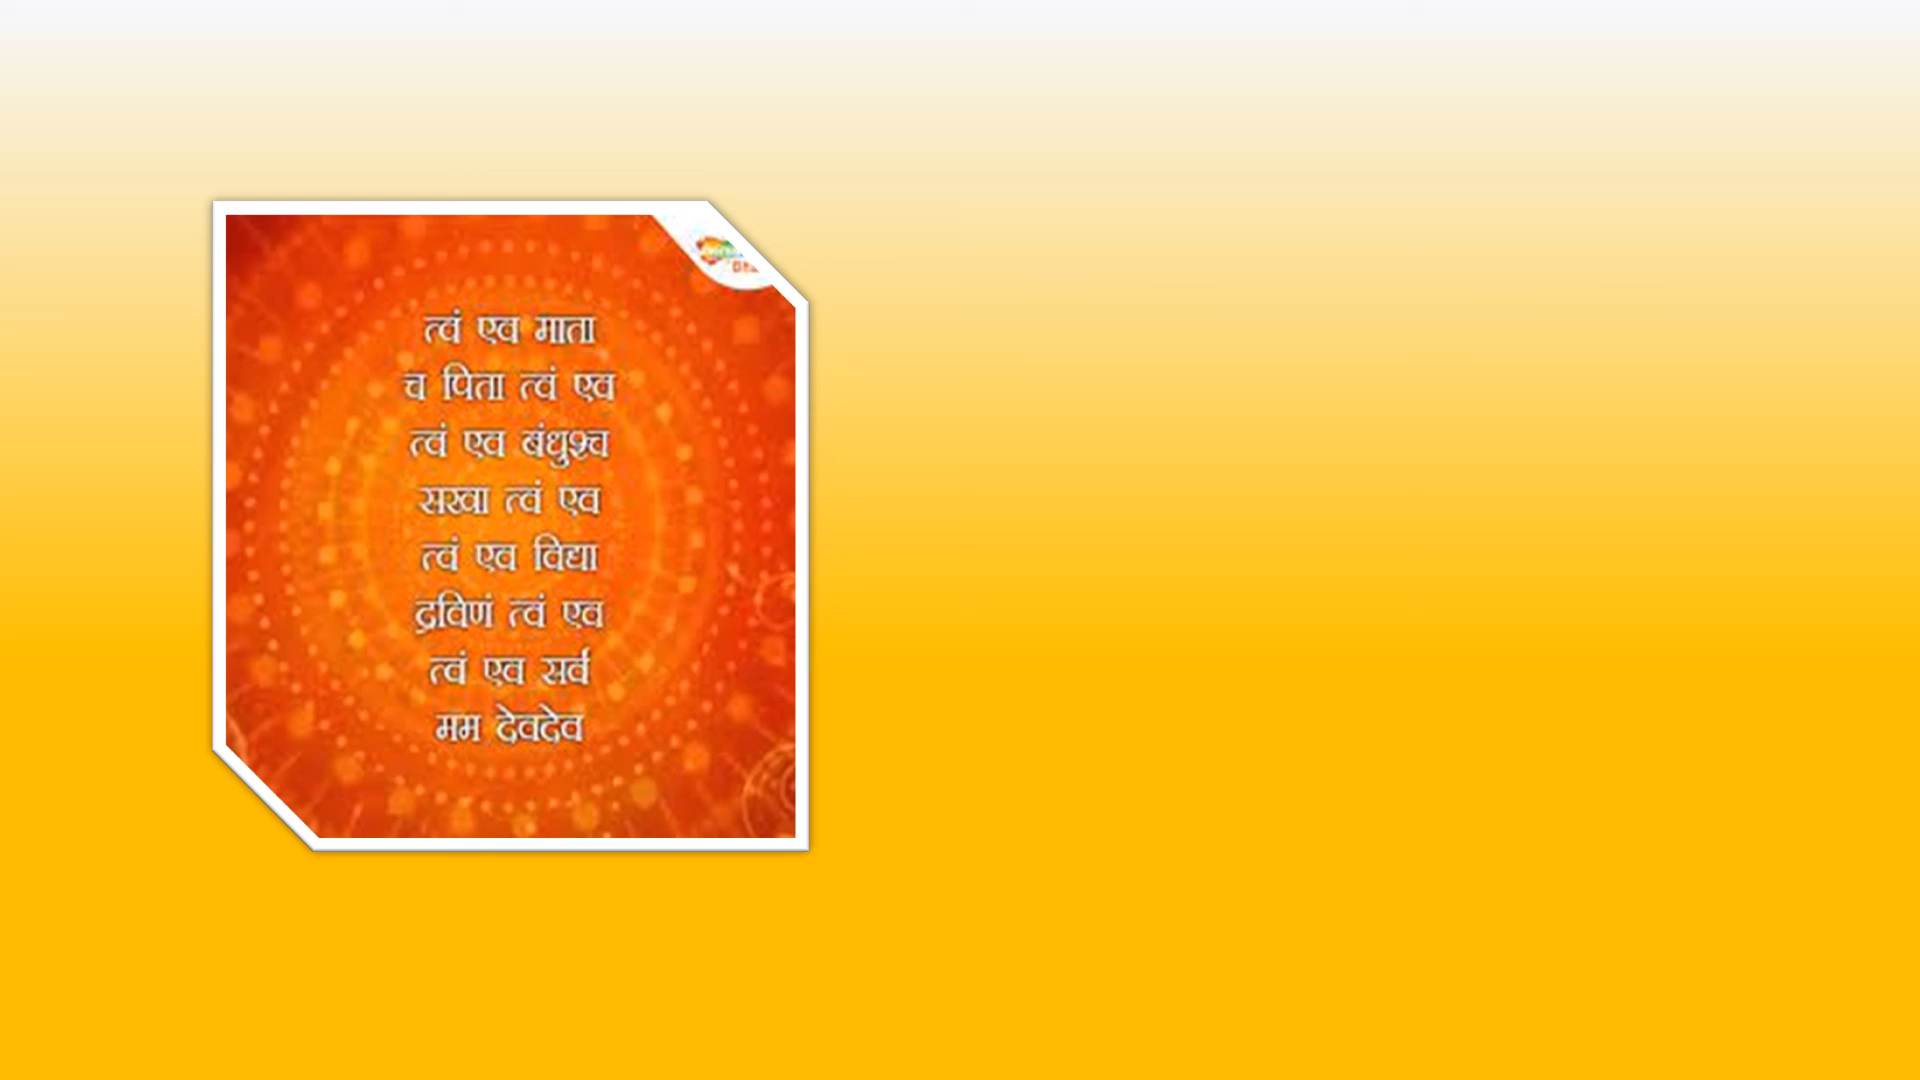 त्वं एव माता
च पिता त्वं एव
त्वं एव बंधुश्च
सखा त्वं एव
त्वं एव विद्या
द्रविणं त्वं एव
त्वं एव सर्व
मम देवदेव